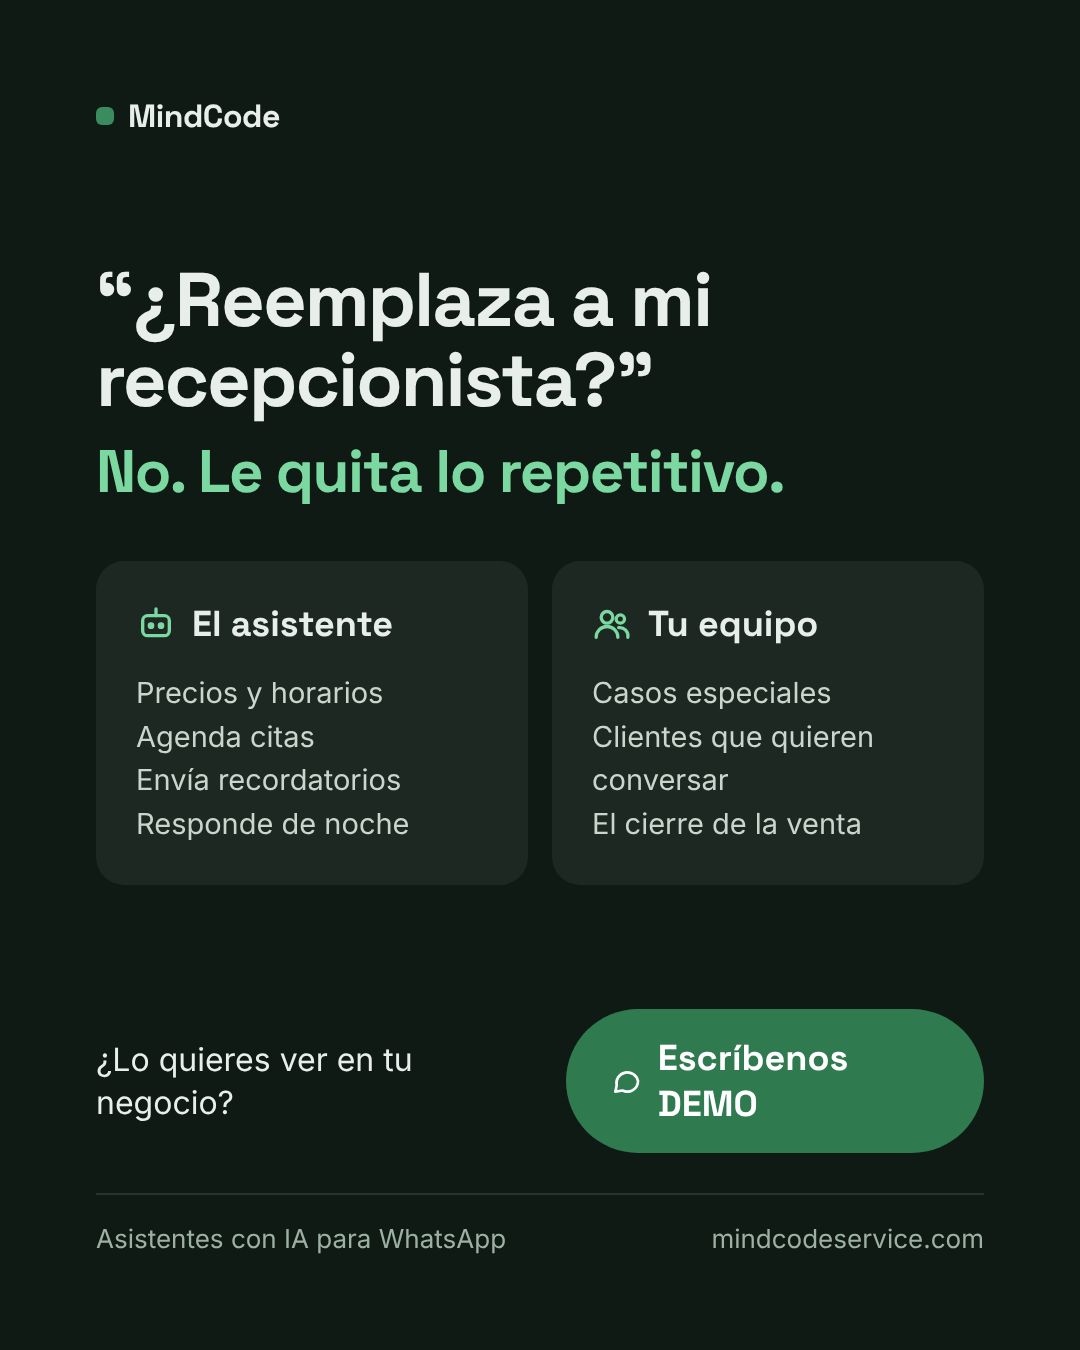 MindCode
“¿Reemplaza a mi
recepcionista?”
No. Le quita lo repetitivo.
El asistente
Precios y horarios
Agenda citas
Envía recordatorios
Responde de noche
Tu equipo
Casos especiales
Clientes que quieren
conversar
El cierre de la venta
¿Lo quieres ver en tu
negocio?
Escríbenos
DEMO
Asistentes con IA para WhatsApp
mindcodeservice.com